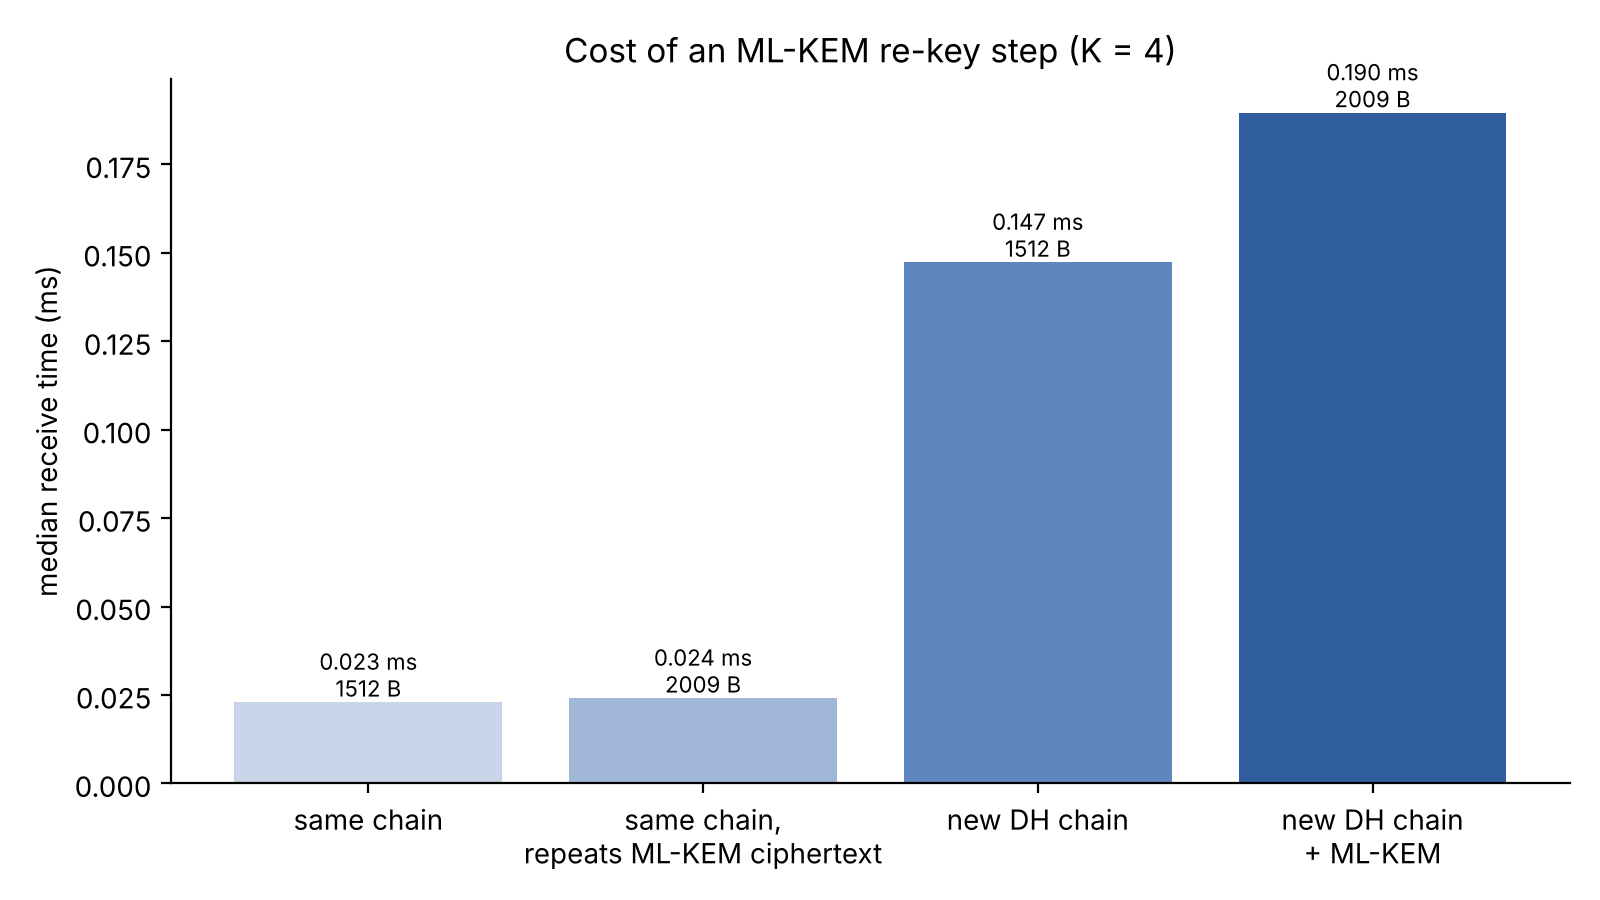 Cost of an ML-KEM re-key step (K = 4)
median receive time (ms)
0.175
0.150
0.125
0.100
0.075
0.050
0.025
0.000
0.023 ms
1512 B
0.024 ms
2009 B
0.147 ms
1512 B
0.190 ms
2009 B
same chain
same chain,
repeats ML-KEM ciphertext
new DH chain
new DH chain
+ ML-KEM